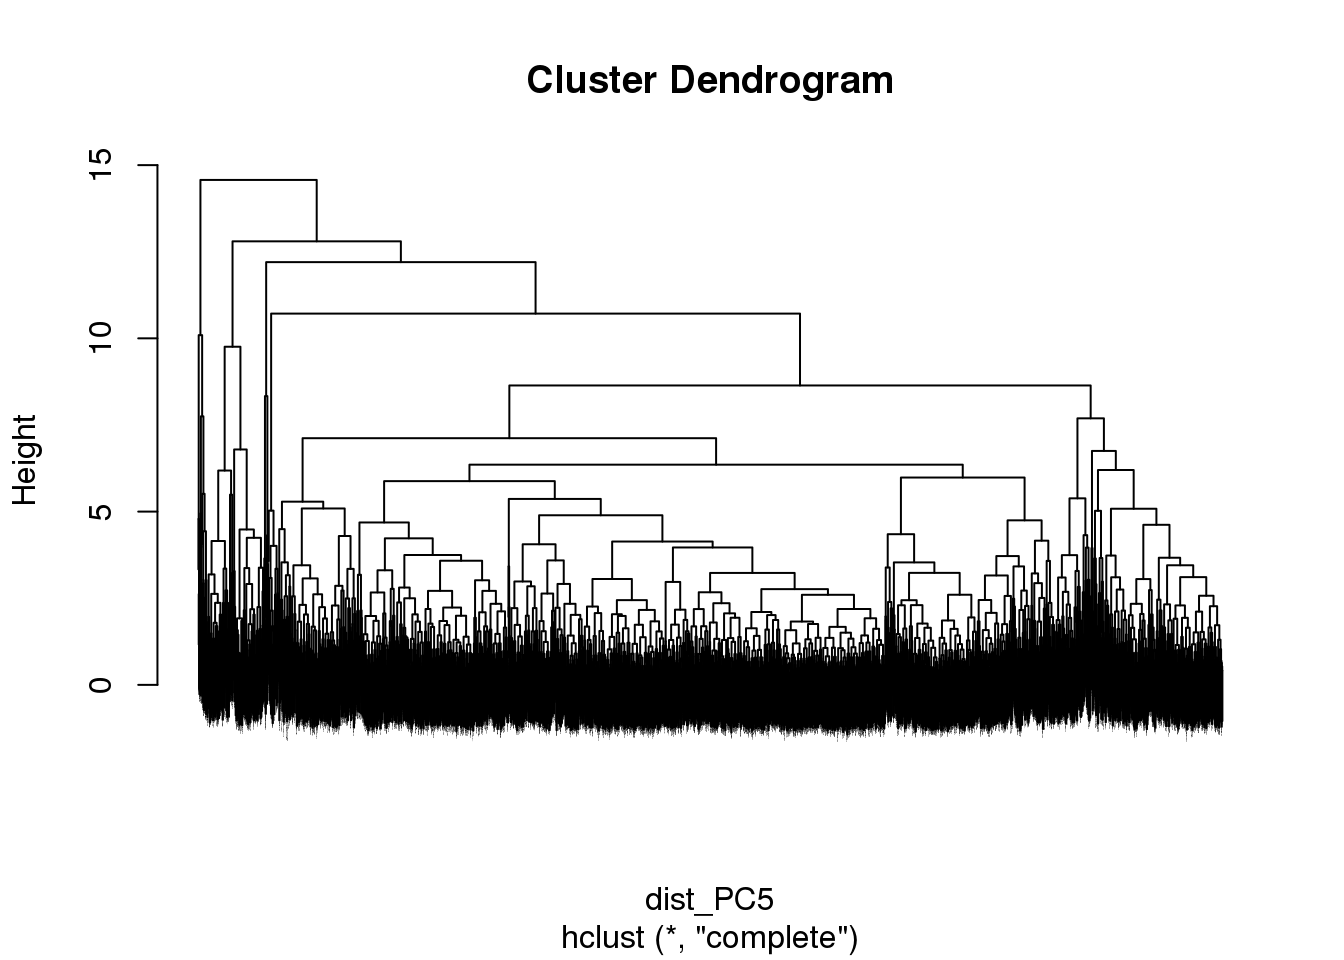 Cluster Dendrogram
Height
15
10
5
0
dist_PC5
hclust (*, "complete")